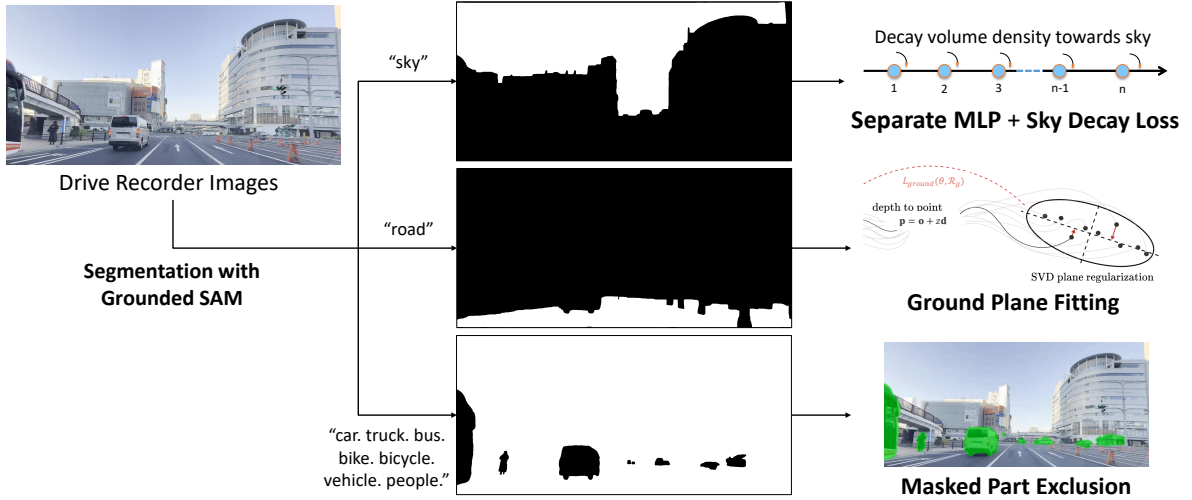 Drive Recorder Images
Segmentation with
Grounded SAM
“sky”
“road”
“car. truck. bus.
bike. bicycle.
vehicle. people.”
Decay volume density towards sky
1 2 3 n-1 n
Separate MLP + Sky Decay Loss
L_ground(θ, R_g)
depth to point
p = o + zd
SVD plane regularization
Ground Plane Fitting
Masked Part Exclusion